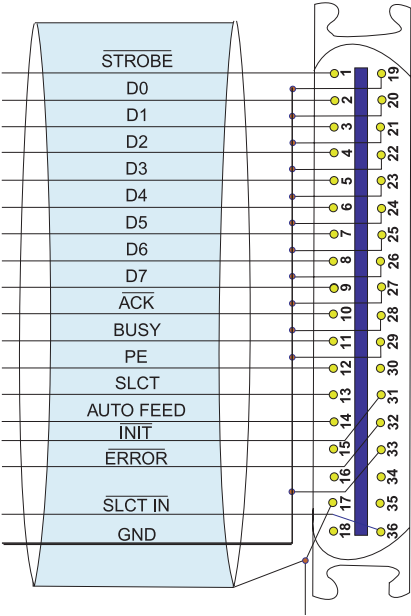 STROBE
D0
D1
D2
D3
D4
D5
D6
D7
ACK
BUSY
PE
SLCT
AUTO FEED
INIT
ERROR
SLCT IN
GND
1
2
3
4
5
6
7
8
9
10
11
12
13
14
15
16
17
18
19
20
21
22
23
24
25
26
27
28
29
30
31
32
33
34
35
36